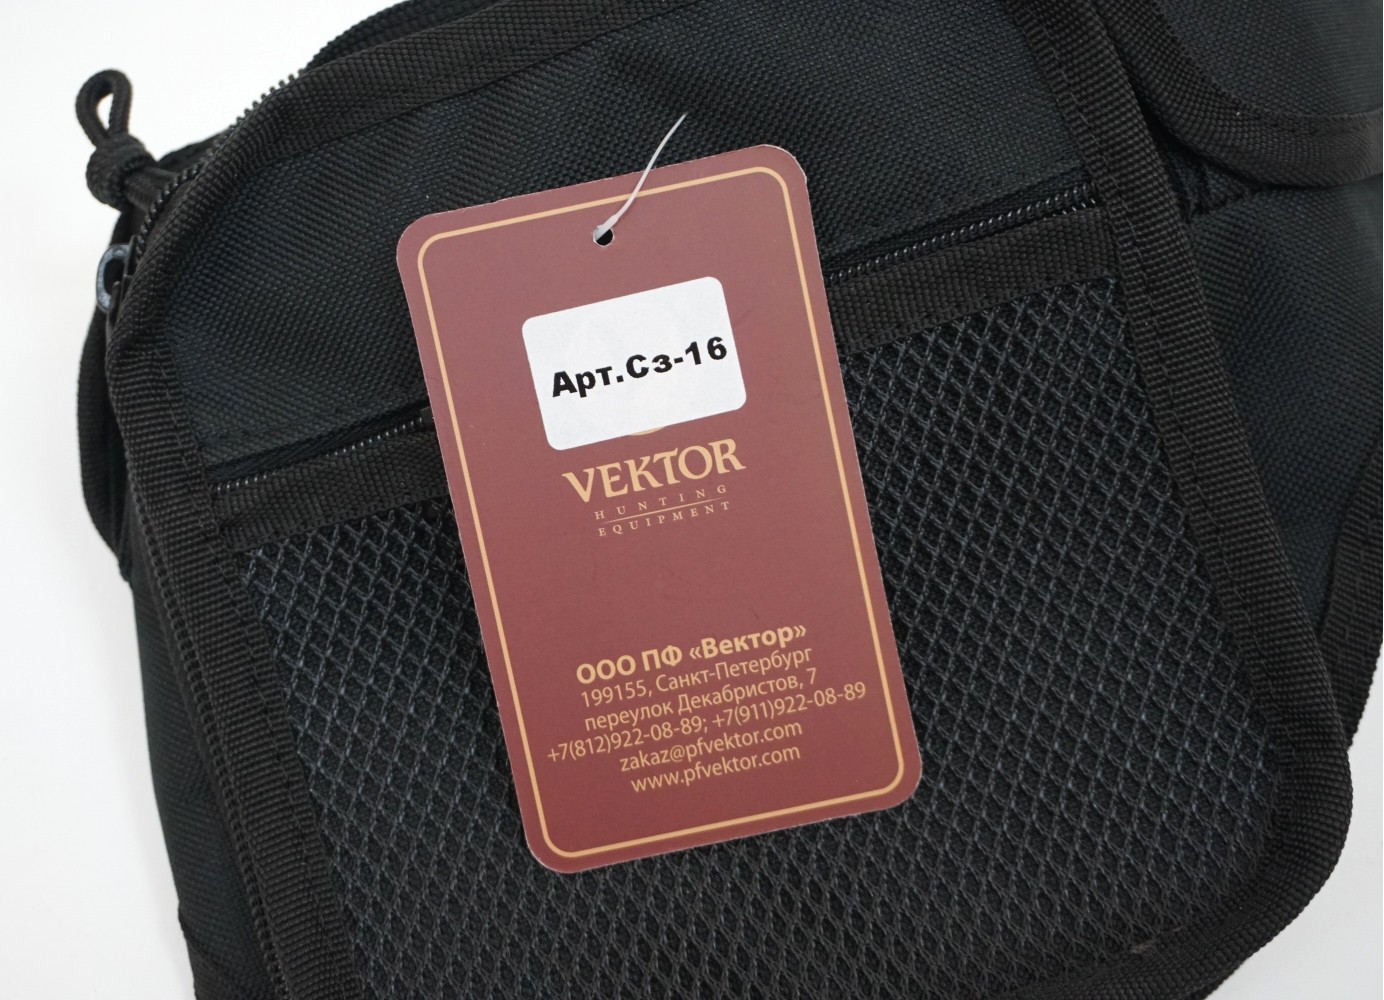 Арт.Сз-16
VEKTOR
HUNTING
EQUIPMENT
ООО ПФ «Вектор»
199155, Санкт-Петербург
переулок Декабристов, 7
+7(812)922-08-89; +7(911)922-08-89
zakaz@pfvektor.com
www.pfvektor.com